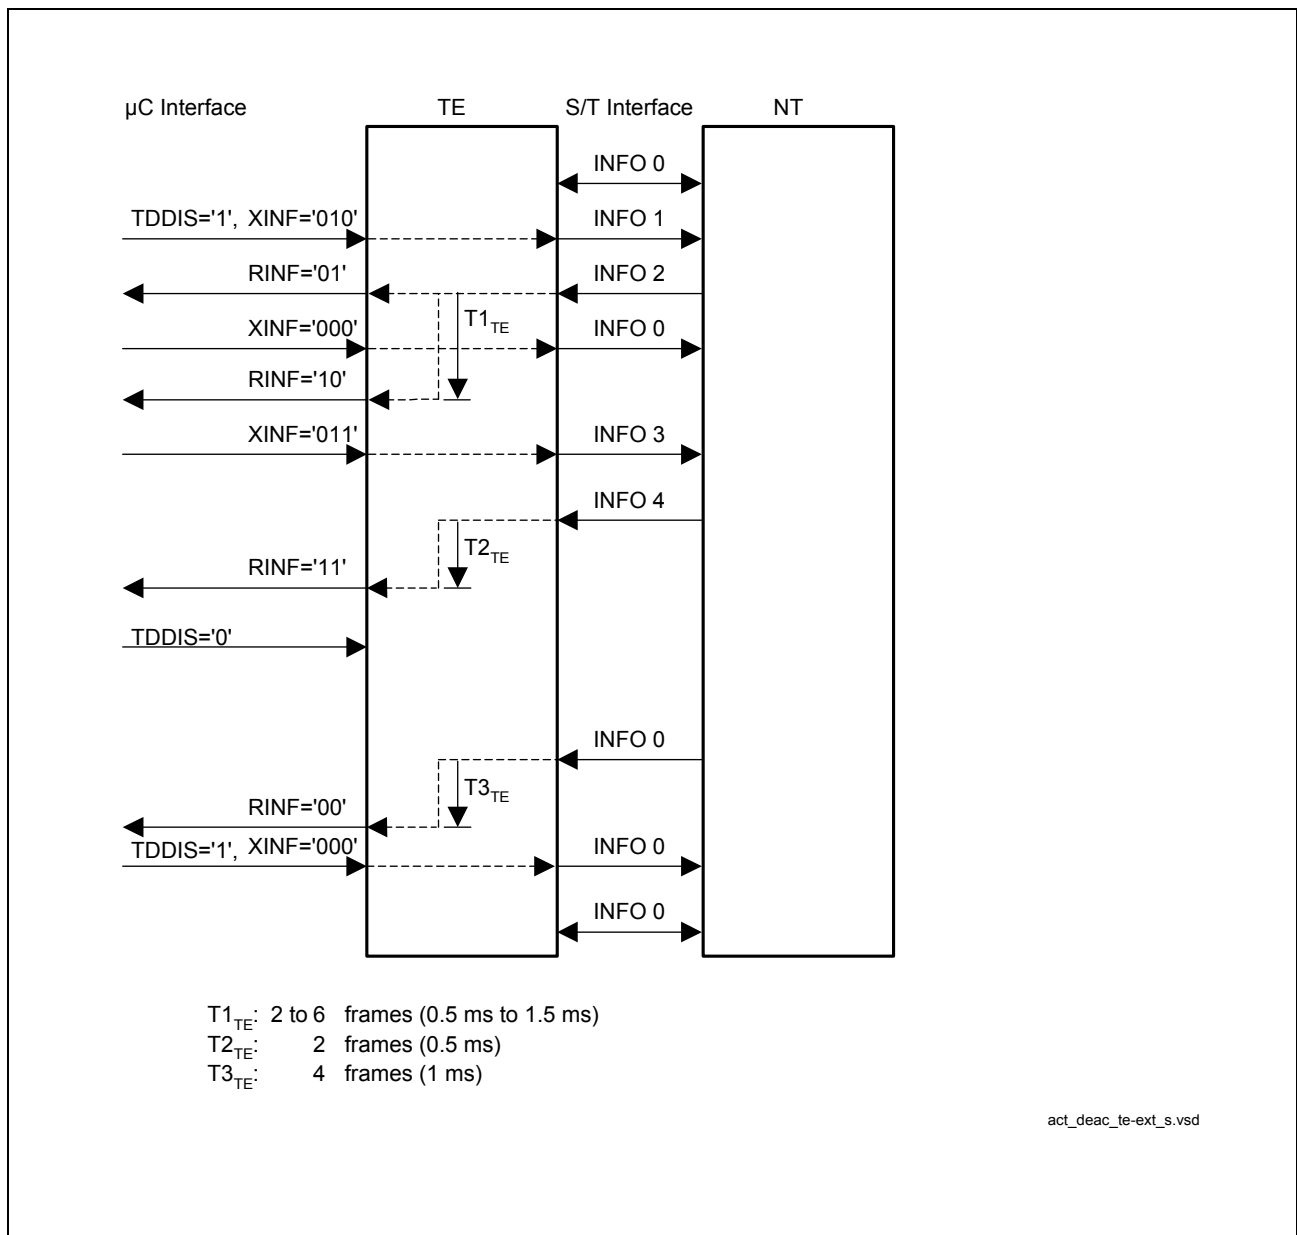 µC Interface TE S/T Interface NT
INFO 0
TDDIS='1', XINF='010' INFO 1
RINF='01' INFO 2
T1TE
XINF='000' INFO 0
RINF='10'
XINF='011' INFO 3
INFO 4
T2TE
RINF='11'
TDDIS='0'
INFO 0
T3TE
RINF='00'
TDDIS='1', XINF='000' INFO 0
INFO 0
T1TE: 2 to 6 frames (0.5 ms to 1.5 ms)
T2TE: 2 frames (0.5 ms)
T3TE: 4 frames (1 ms)
act_deac_te-ext_s.vsd